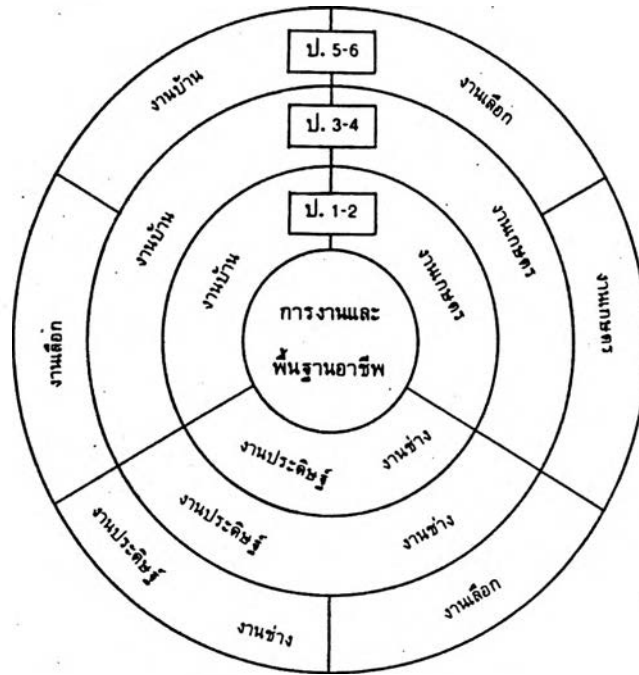 ป. 5-6
งานบ้าน
งานเลือก
ป. 3-4
งานบ้าน
งานเกษตร
ป. 1-2
งานบ้าน
งานเกษตร
การงานและ
พื้นฐานอาชีพ
งานเลือก
งานเกษตร
งานประดิษฐ์
งานช่าง
งานประดิษฐ์
งานช่าง
งานประดิษฐ์
งานช่าง
งานเลือก